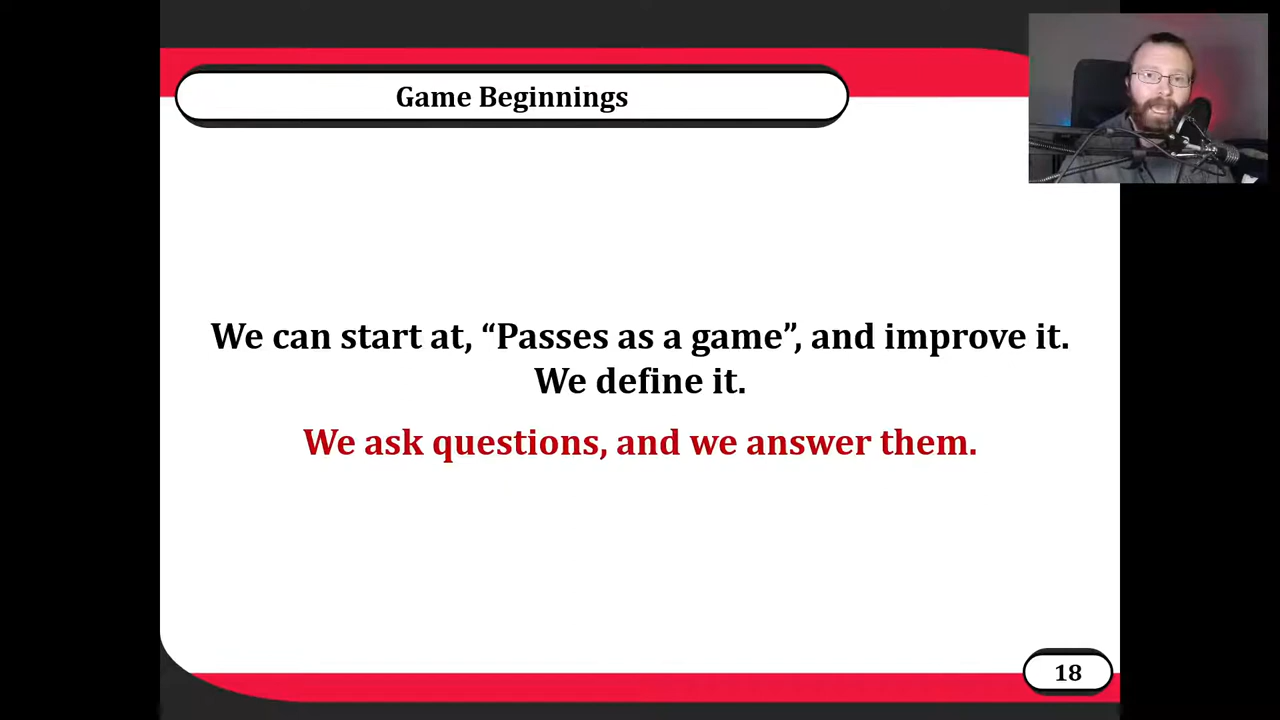 Game Beginnings
We can start at, “Passes as a game”, and improve it.
We define it.
We ask questions, and we answer them.
18